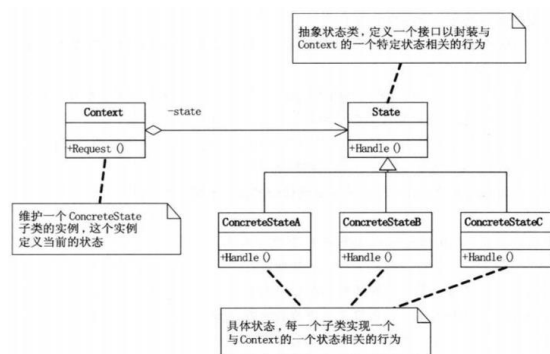 抽象状态类，定义一个接口以封装与
Context 的一个特定状态相关的行为
Context
-state
State
+Request ()
+Handle ()
维护一个 ConcreteState
子类的实例，这个实例
定义当前的状态
ConcreteStateA
ConcreteStateB
ConcreteStateC
+Handle ()
+Handle ()
+Handle ()
具体状态，每一个子类实现一个
与Context的一个状态相关的行为